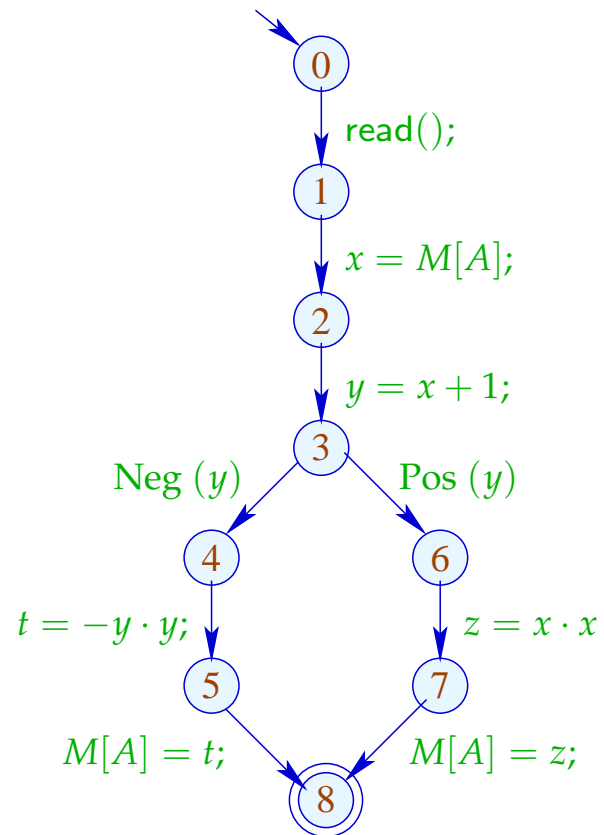 0
read();
1
x = M[A];
2
y = x + 1;
3
Neg (y) Pos (y)
4 6
t = −y · y; z = x · x
5 7
M[A] = t; M[A] = z;
8